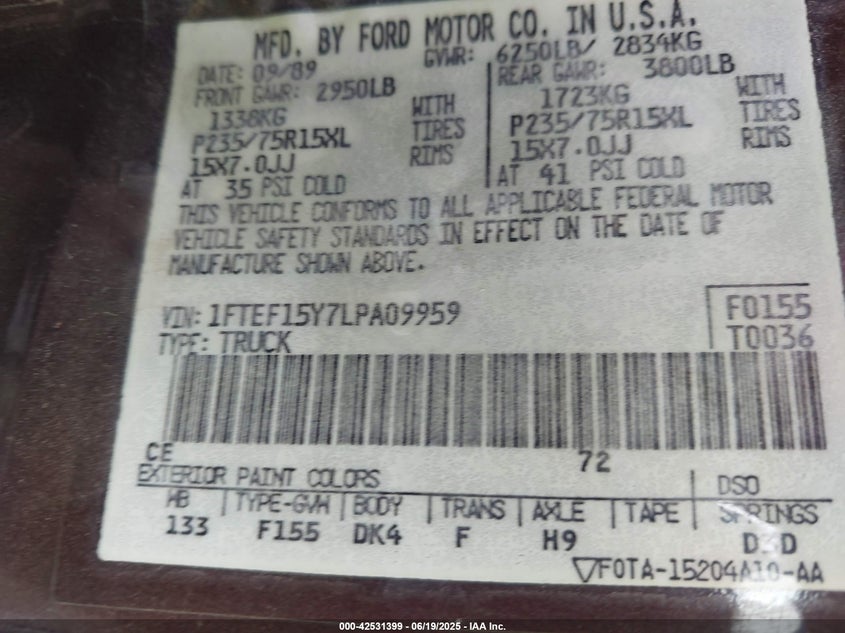 MFD. BY FORD MOTOR CO. IN U.S.A.
DATE: 09/89 GVWR: 6250LB/ 2834KG
FRONT GAWR: 2950LB REAR GAWR: 3800LB
1338KG WITH 1723KG WITH
P235/75R15XL TIRES P235/75R15XL TIRES
15X7.0JJ RIMS 15X7.0JJ RIMS
AT 35 PSI COLD AT 41 PSI COLD
THIS VEHICLE CONFORMS TO ALL APPLICABLE FEDERAL MOTOR
VEHICLE SAFETY STANDARDS IN EFFECT ON THE DATE OF
MANUFACTURE SHOWN ABOVE.
VIN: 1FTEF15Y7LPA09959 F0155
TYPE: TRUCK T0036
CE 72
EXTERIOR PAINT COLORS DSO
WB TYPE-GVW BODY TRANS AXLE TAPE SPRINGS
133 F155 DK4 F H9
▽F0TA-15204A10-AA
000-42531399 - 06/19/2025 - IAA Inc.